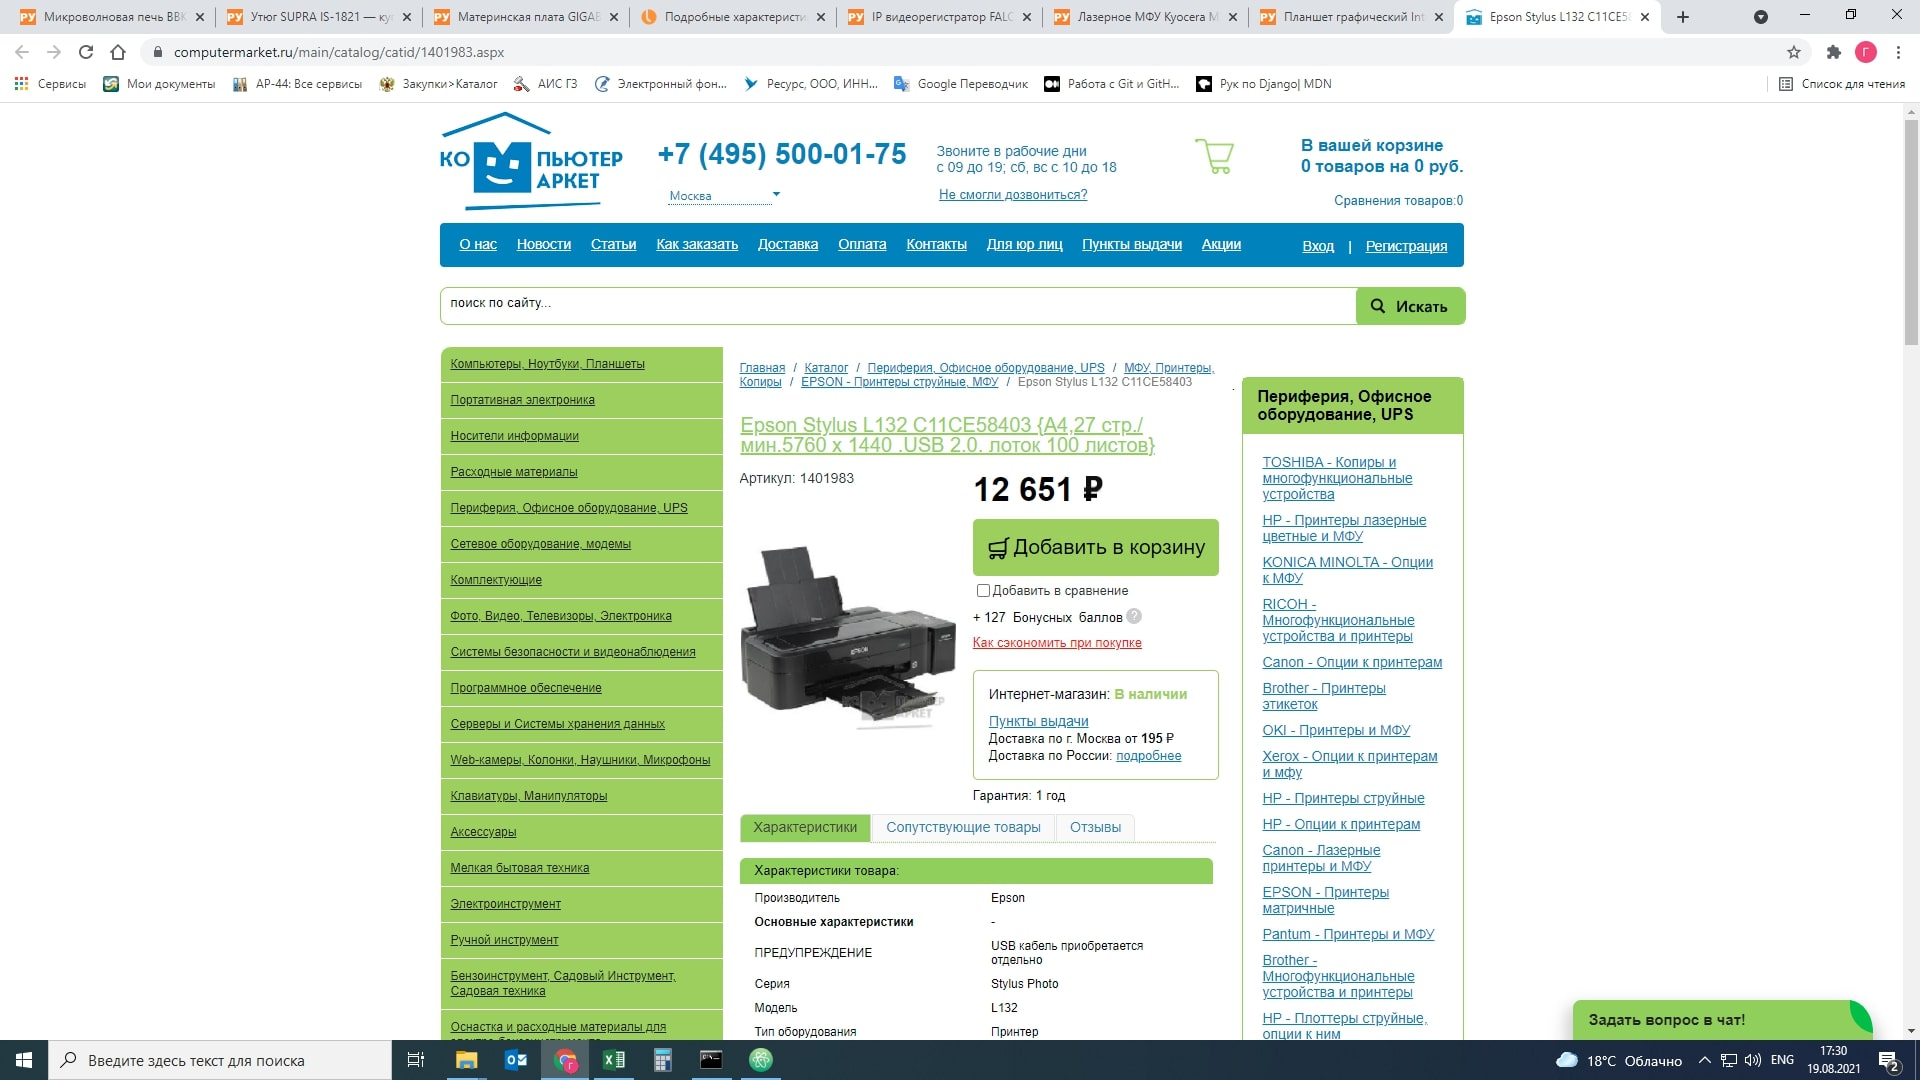 Микроволновая печь BBK
Утюг SUPRA IS-1821 — ку
Материнская плата GIGAE
Подробные характеристи
IP видеорегистратор FALC
Лазерное МФУ Kyocera M
Планшет графический Int
Epson Stylus L132 C11CE58
computermarket.ru/main/catalog/catid/1401983.aspx
Г
Сервисы
Мои документы
АР-44: Все сервисы
Закупки>Каталог
АИС ГЗ
Электронный фон...
Ресурс, ООО, ИНН...
Google Переводчик
Работа с Git и GitH...
Рук по Django| MDN
Список для чтения
КОМПЬЮТЕР
МАРКЕТ
+7 (495) 500-01-75
Москва
Звоните в рабочие дни
с 09 до 19; сб, вс с 10 до 18
Не смогли дозвониться?
В вашей корзине
0 товаров на 0 руб.
Сравнения товаров:0
О нас Новости Статьи Как заказать Доставка Оплата Контакты Для юр лиц Пункты выдачи Акции Вход | Регистрация
поиск по сайту...
Искать
Компьютеры, Ноутбуки, Планшеты
Портативная электроника
Носители информации
Расходные материалы
Периферия, Офисное оборудование, UPS
Сетевое оборудование, модемы
Комплектующие
Фото, Видео, Телевизоры, Электроника
Системы безопасности и видеонаблюдения
Программное обеспечение
Серверы и Системы хранения данных
Web-камеры, Колонки, Наушники, Микрофоны
Клавиатуры, Манипуляторы
Аксессуары
Мелкая бытовая техника
Электроинструмент
Ручной инструмент
Бензоинструмент, Садовый Инструмент,
Садовая техника
Оснастка и расходные материалы для
Главная / Каталог / Периферия, Офисное оборудование, UPS / МФУ, Принтеры,
Копиры / EPSON - Принтеры струйные, МФУ / Epson Stylus L132 C11CE58403
Epson Stylus L132 C11CE58403 {A4,27 стр./
мин.5760 x 1440 .USB 2.0. лоток 100 листов}
Артикул: 1401983
12 651 ₽
Добавить в корзину
Добавить в сравнение
+ 127 Бонусных баллов ?
Как сэкономить при покупке
EPSON
Интернет-магазин: В наличии
Пункты выдачи
Доставка по г. Москва от 195 ₽
Доставка по России: подробнее
Гарантия: 1 год
Характеристики
Сопутствующие товары
Отзывы
Характеристики товара:
Производитель Epson
Основные характеристики -
ПРЕДУПРЕЖДЕНИЕ USB кабель приобретается
отдельно
Серия Stylus Photo
Модель L132
Тип оборудования Принтер
Периферия, Офисное
оборудование, UPS
TOSHIBA - Копиры и
многофункциональные
устройства
HP - Принтеры лазерные
цветные и МФУ
KONICA MINOLTA - Опции
к МФУ
RICOH -
Многофункциональные
устройства и принтеры
Canon - Опции к принтерам
Brother - Принтеры
этикеток
OKI - Принтеры и МФУ
Xerox - Опции к принтерам
и мфу
HP - Принтеры струйные
HP - Опции к принтерам
Canon - Лазерные
принтеры и МФУ
EPSON - Принтеры
матричные
Pantum - Принтеры и МФУ
Brother -
Многофункциональные
устройства и принтеры
HP - Плоттеры струйные,
опции к ним
Задать вопрос в чат!
Введите здесь текст для поиска
18°C Облачно
ENG
17:30
19.08.2021
2